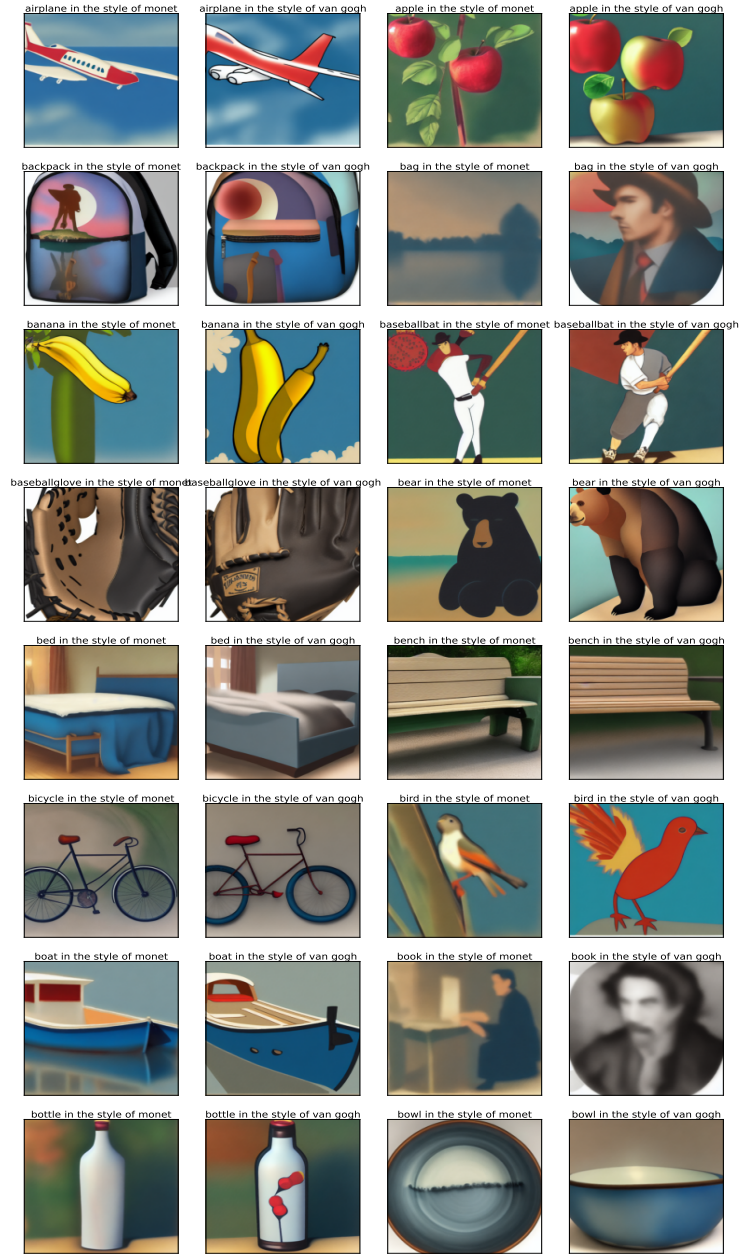 airplane in the style of monet
airplane in the style of van gogh
apple in the style of monet
apple in the style of van gogh
backpack in the style of monet
backpack in the style of van gogh
bag in the style of monet
bag in the style of van gogh
banana in the style of monet
banana in the style of van gogh
baseballbat in the style of monet
baseballbat in the style of van gogh
baseballglove in the style of monet
baseballglove in the style of van gogh
bear in the style of monet
bear in the style of van gogh
bed in the style of monet
bed in the style of van gogh
bench in the style of monet
bench in the style of van gogh
bicycle in the style of monet
bicycle in the style of van gogh
bird in the style of monet
bird in the style of van gogh
boat in the style of monet
boat in the style of van gogh
book in the style of monet
book in the style of van gogh
bottle in the style of monet
bottle in the style of van gogh
bowl in the style of monet
bowl in the style of van gogh